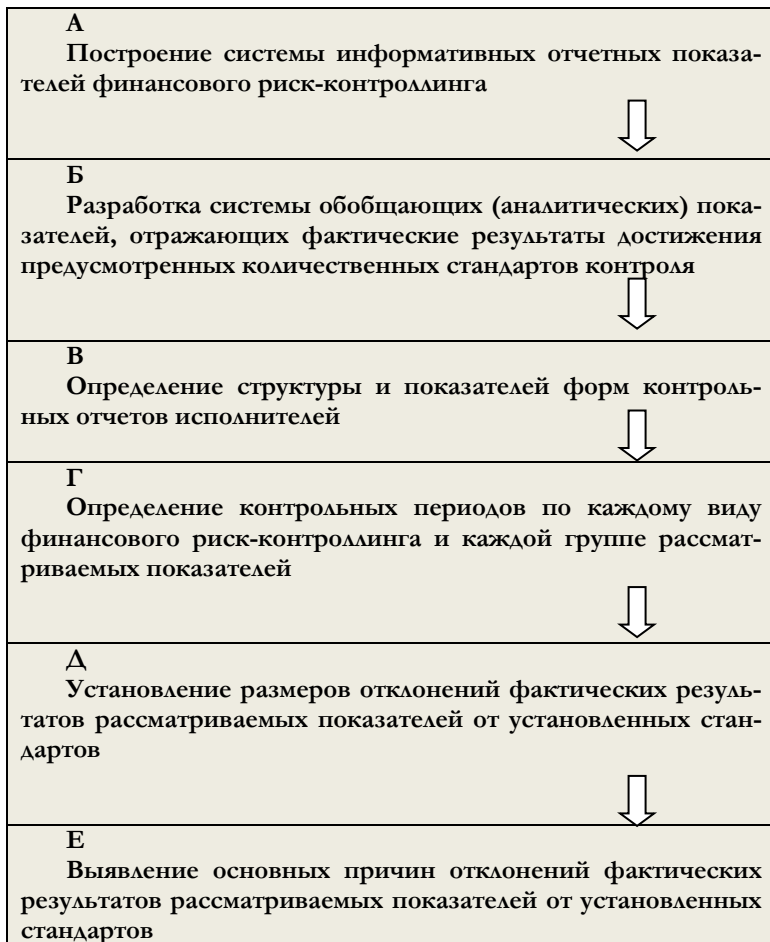 А
Построение системы информативных отчетных показа-
телей финансового риск-контроллинга
Б
Разработка системы обобщающих (аналитических) пока-
зателей, отражающих фактические результаты достижения
предусмотренных количественных стандартов контроля
В
Определение структуры и показателей форм контроль-
ных отчетов исполнителей
Г
Определение контрольных периодов по каждому виду
финансового риск-контроллинга и каждой группе рассмат-
риваемых показателей
Д
Установление размеров отклонений фактических резуль-
татов рассматриваемых показателей от установленных стан-
дартов
Е
Выявление основных причин отклонений фактических
результатов рассматриваемых показателей от установленных
стандартов